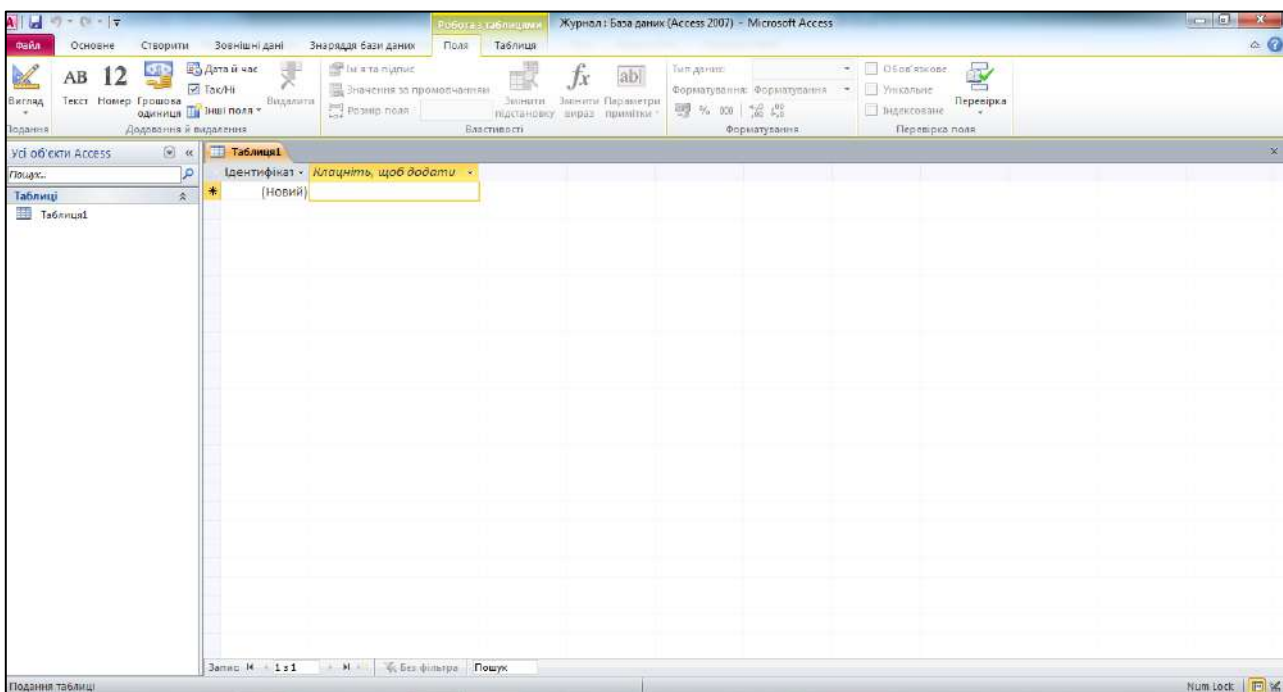 Робота з таблицями Журнал : База даних (Access 2007) - Microsoft Access
Файл Основне Створити Зовнішні дані Знаряддя бази даних Поля Таблиця
Вигляд
Подання
AB Текст
12 Номер
Грошова одиниця
Дата й час
Так/Ні
Інші поля
Видалити
Додавання й видалення
Ім'я та підпис
Значення за промовчанням
Розмір поля
Змінити підстановку
fx Змінити вираз
ab Параметри примітки
Властивості
Тип даних:
Форматування: Форматування
% 000
Форматування
Обов'язкове
Унікальне
Індексоване
Перевірка
Перевірка поля
Усі об'єкти Access
Пошук...
Таблиці
Таблиця1
Таблиця1
Ідентифікат Клацніть, щоб додати
* (Новий)
Запис: 1 з 1 Без фільтра Пошук
Подання таблиці Num Lock